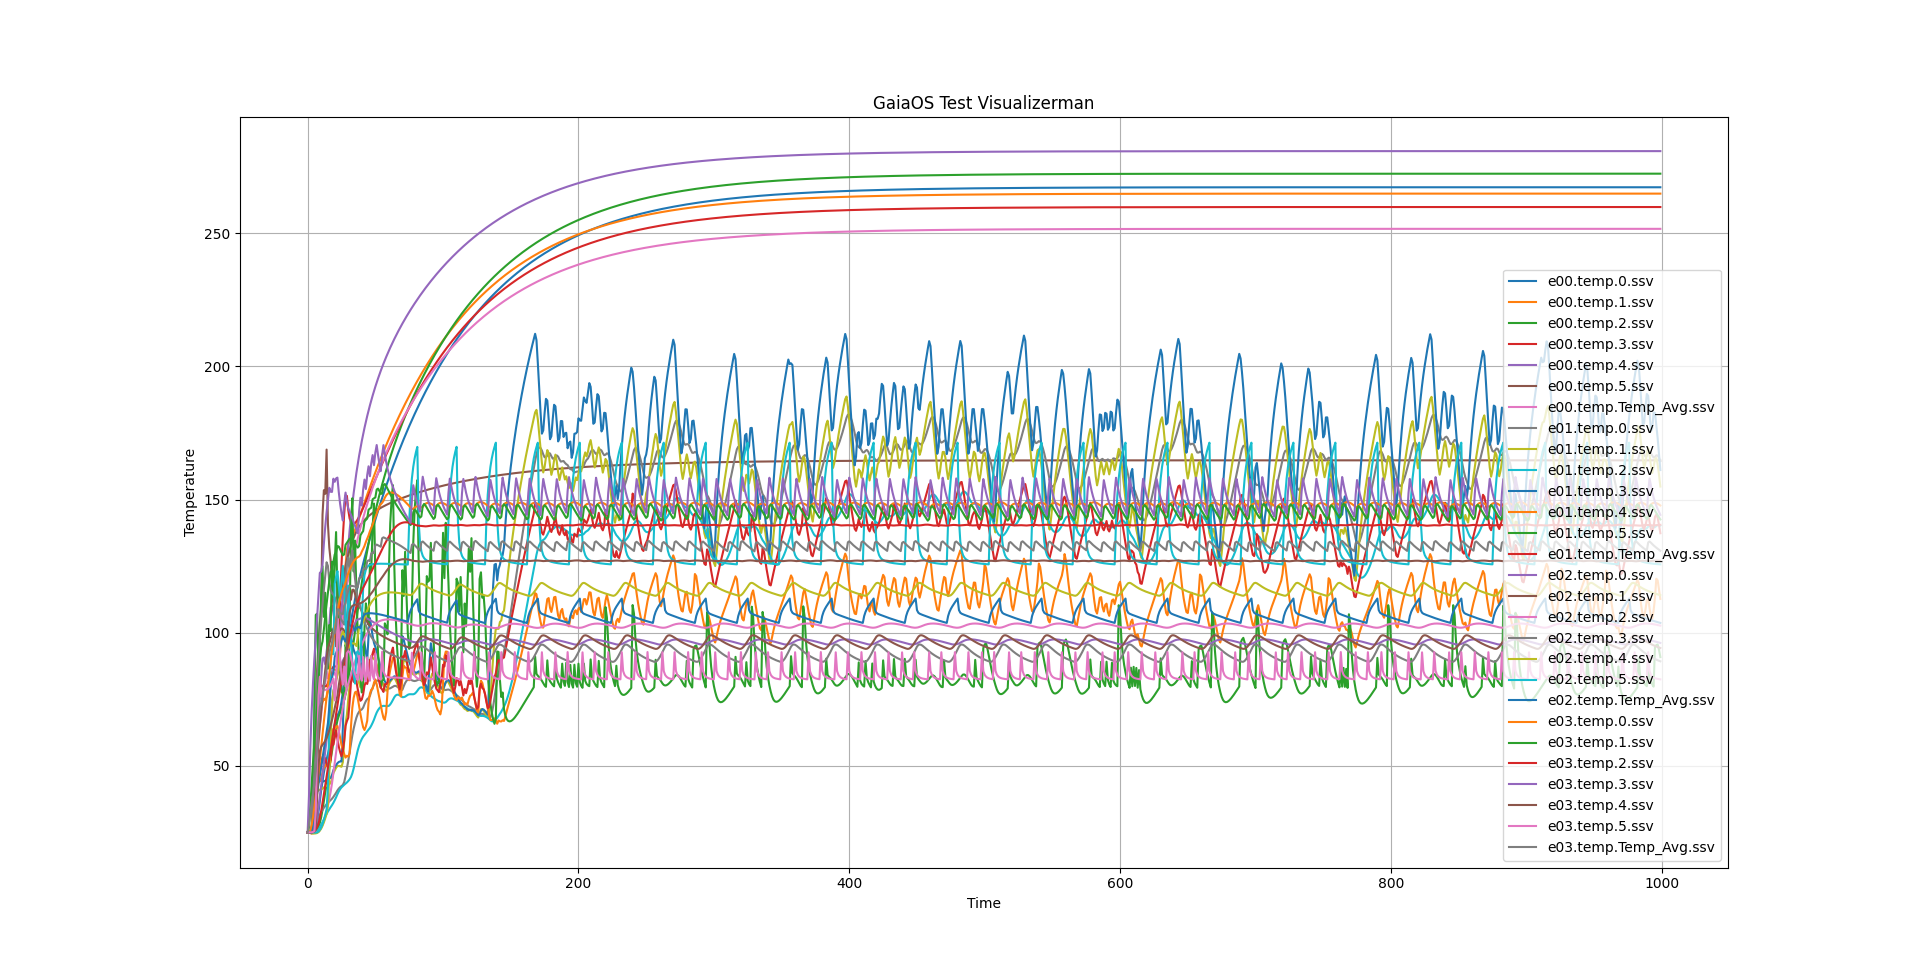 GaiaOS Test Visualizerman
Temperature
250
200
150
100
50
0
200
400
600
800
1000
Time
e00.temp.0.ssv
e00.temp.1.ssv
e00.temp.2.ssv
e00.temp.3.ssv
e00.temp.4.ssv
e00.temp.5.ssv
e00.temp.Temp_Avg.ssv
e01.temp.0.ssv
e01.temp.1.ssv
e01.temp.2.ssv
e01.temp.3.ssv
e01.temp.4.ssv
e01.temp.5.ssv
e01.temp.Temp_Avg.ssv
e02.temp.0.ssv
e02.temp.1.ssv
e02.temp.2.ssv
e02.temp.3.ssv
e02.temp.4.ssv
e02.temp.5.ssv
e02.temp.Temp_Avg.ssv
e03.temp.0.ssv
e03.temp.1.ssv
e03.temp.2.ssv
e03.temp.3.ssv
e03.temp.4.ssv
e03.temp.5.ssv
e03.temp.Temp_Avg.ssv